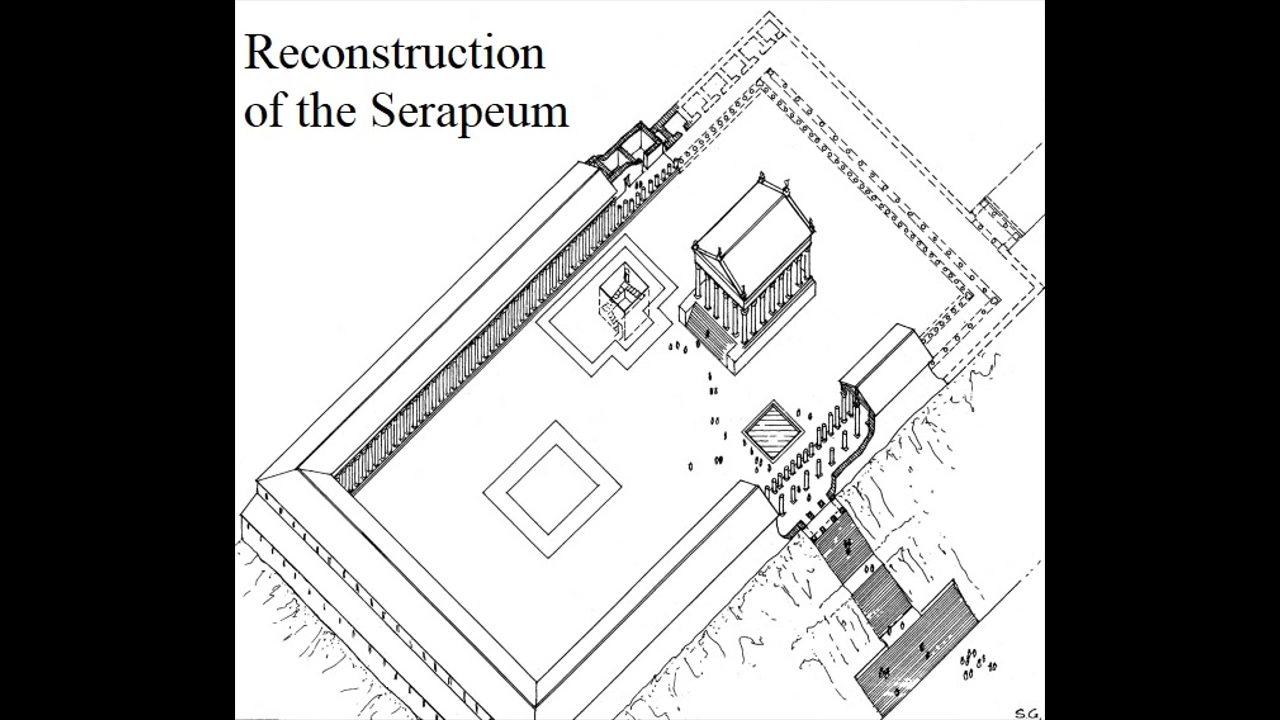 Reconstruction
of the Serapeum
S.G.